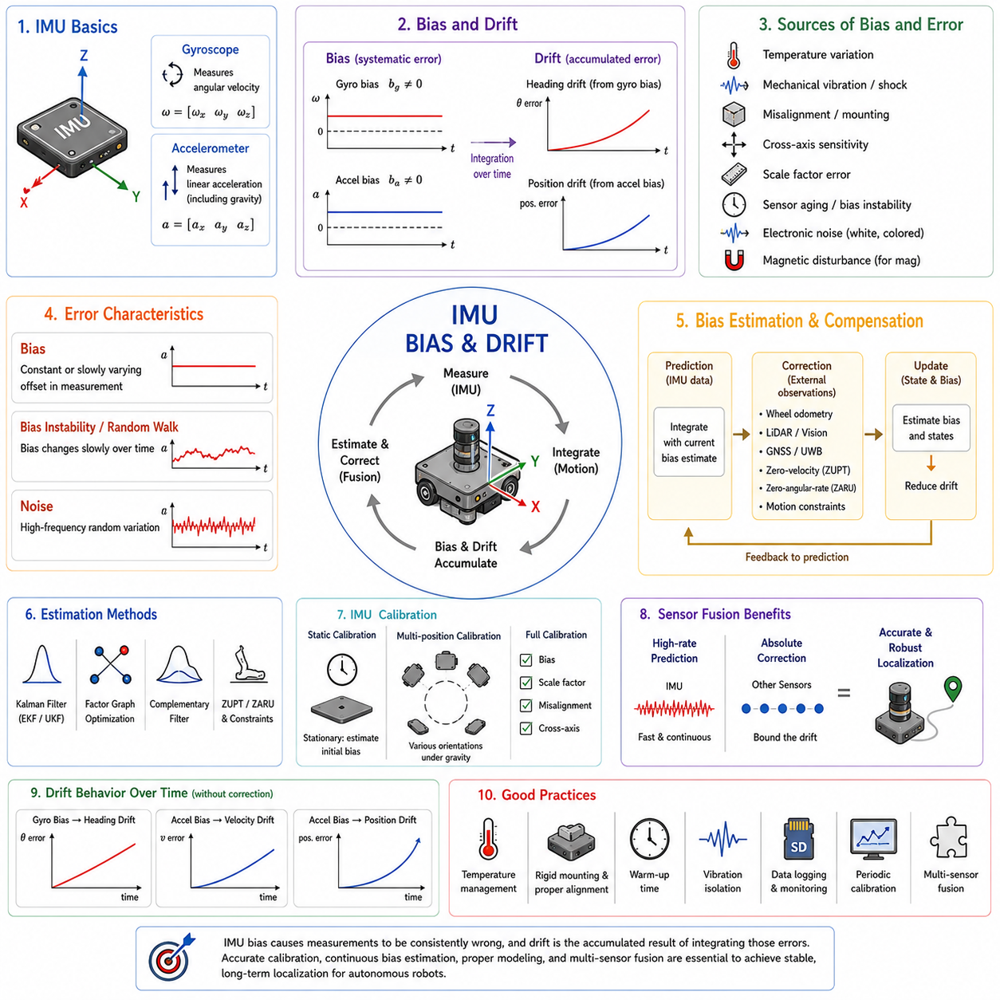 1. IMU Basics
Z
IMU
X
Y
Gyroscope
Measures
angular velocity
ω = [ωx ωy ωz]
Accelerometer
Measures
linear acceleration
(including gravity)
a = [ax ay az]
2. Bias and Drift
Bias (systematic error)
Gyro bias bg ≠ 0
ω
0
t
Accel bias ba ≠ 0
a
0
t
Integration
over time
Drift (accumulated error)
Heading drift (from gyro bias)
θ error
t
Position drift (from accel bias)
pos. error
t
3. Sources of Bias and Error
Temperature variation
Mechanical vibration / shock
Misalignment / mounting
Cross-axis sensitivity
Scale factor error
Sensor aging / bias instability
Electronic noise (white, colored)
Magnetic disturbance (for mag)
4. Error Characteristics
Bias
Constant or slowly varying
offset in measurement
a
t
Bias Instability / Random Walk
Bias changes slowly over time
a
t
Noise
High-frequency random variation
a
t
IMU
BIAS & DRIFT
Measure
(IMU)
Integrate
(Motion)
Bias & Drift
Accumulate
Estimate &
Correct
(Fusion)
Z
Y
X
5. Bias Estimation & Compensation
Prediction
(IMU data)
Integrate
with current
bias estimate
Correction
(External
observations)
• Wheel odometry
• LiDAR / Vision
• GNSS / UWB
• Zero-velocity (ZUPT)
• Zero-angular-rate (ZARU)
• Motion constraints
Update
(State & Bias)
Estimate bias
and states
Reduce drift
Feedback to prediction
6. Estimation Methods
Kalman Filter
(EKF / UKF)
Factor Graph
Optimization
Complementary
Filter
ZUPT / ZARU
& Constraints
7. IMU Calibration
Static Calibration
Stationary: estimate
initial bias
Multi-position Calibration
Various orientations
under gravity
Full Calibration
Bias
Scale factor
Misalignment
Cross-axis
8. Sensor Fusion Benefits
High-rate
Prediction
IMU
Fast & continuous
Absolute
Correction
Other Sensors
Bound the drift
=
Accurate &
Robust
Localization
9. Drift Behavior Over Time (without correction)
Gyro Bias → Heading Drift
θ error
time
Accel Bias → Velocity Drift
v error
time
Accel Bias → Position Drift
pos. error
time
10. Good Practices
Temperature
management
Rigid mounting &
proper alignment
Warm-up
time
Vibration
isolation
SD
Data logging
& monitoring
Periodic
calibration
Multi-sensor
fusion
IMU bias causes measurements to be consistently wrong, and drift is the accumulated result of integrating those errors.
Accurate calibration, continuous bias estimation, proper modeling, and multi-sensor fusion are essential to achieve stable,
long-term localization for autonomous robots.